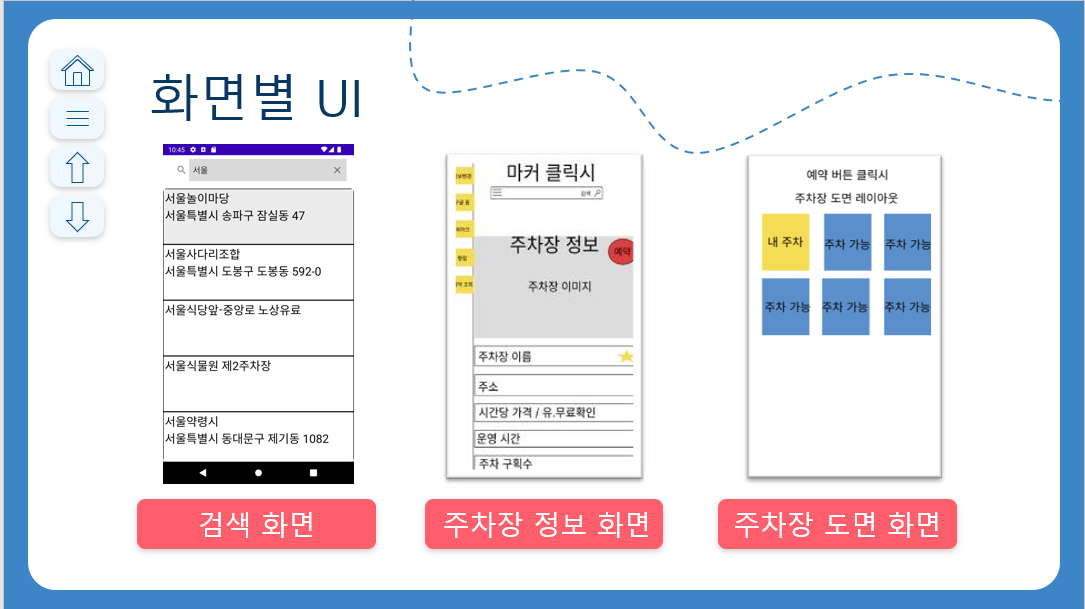 화면별 UI
10:45
서울
서울놀이마당
서울특별시 송파구 잠실동 47
서울사다리조합
서울특별시 도봉구 도봉동 592-0
서울식당앞-중앙로 노상유료
서울식물원 제2주차장
서울약령시
서울특별시 동대문구 제기동 1082
검색 화면
마커 클릭시
검색
주차장 정보
예약
주차장 이미지
주차장 이름
주소
시간당 가격 / 유.무료확인
운영 시간
주차 구획수
주차장 정보 화면
예약 버튼 클릭시
주차장 도면 레이아웃
내 주차
주차 가능
주차 가능
주차 가능
주차 가능
주차 가능
주차장 도면 화면